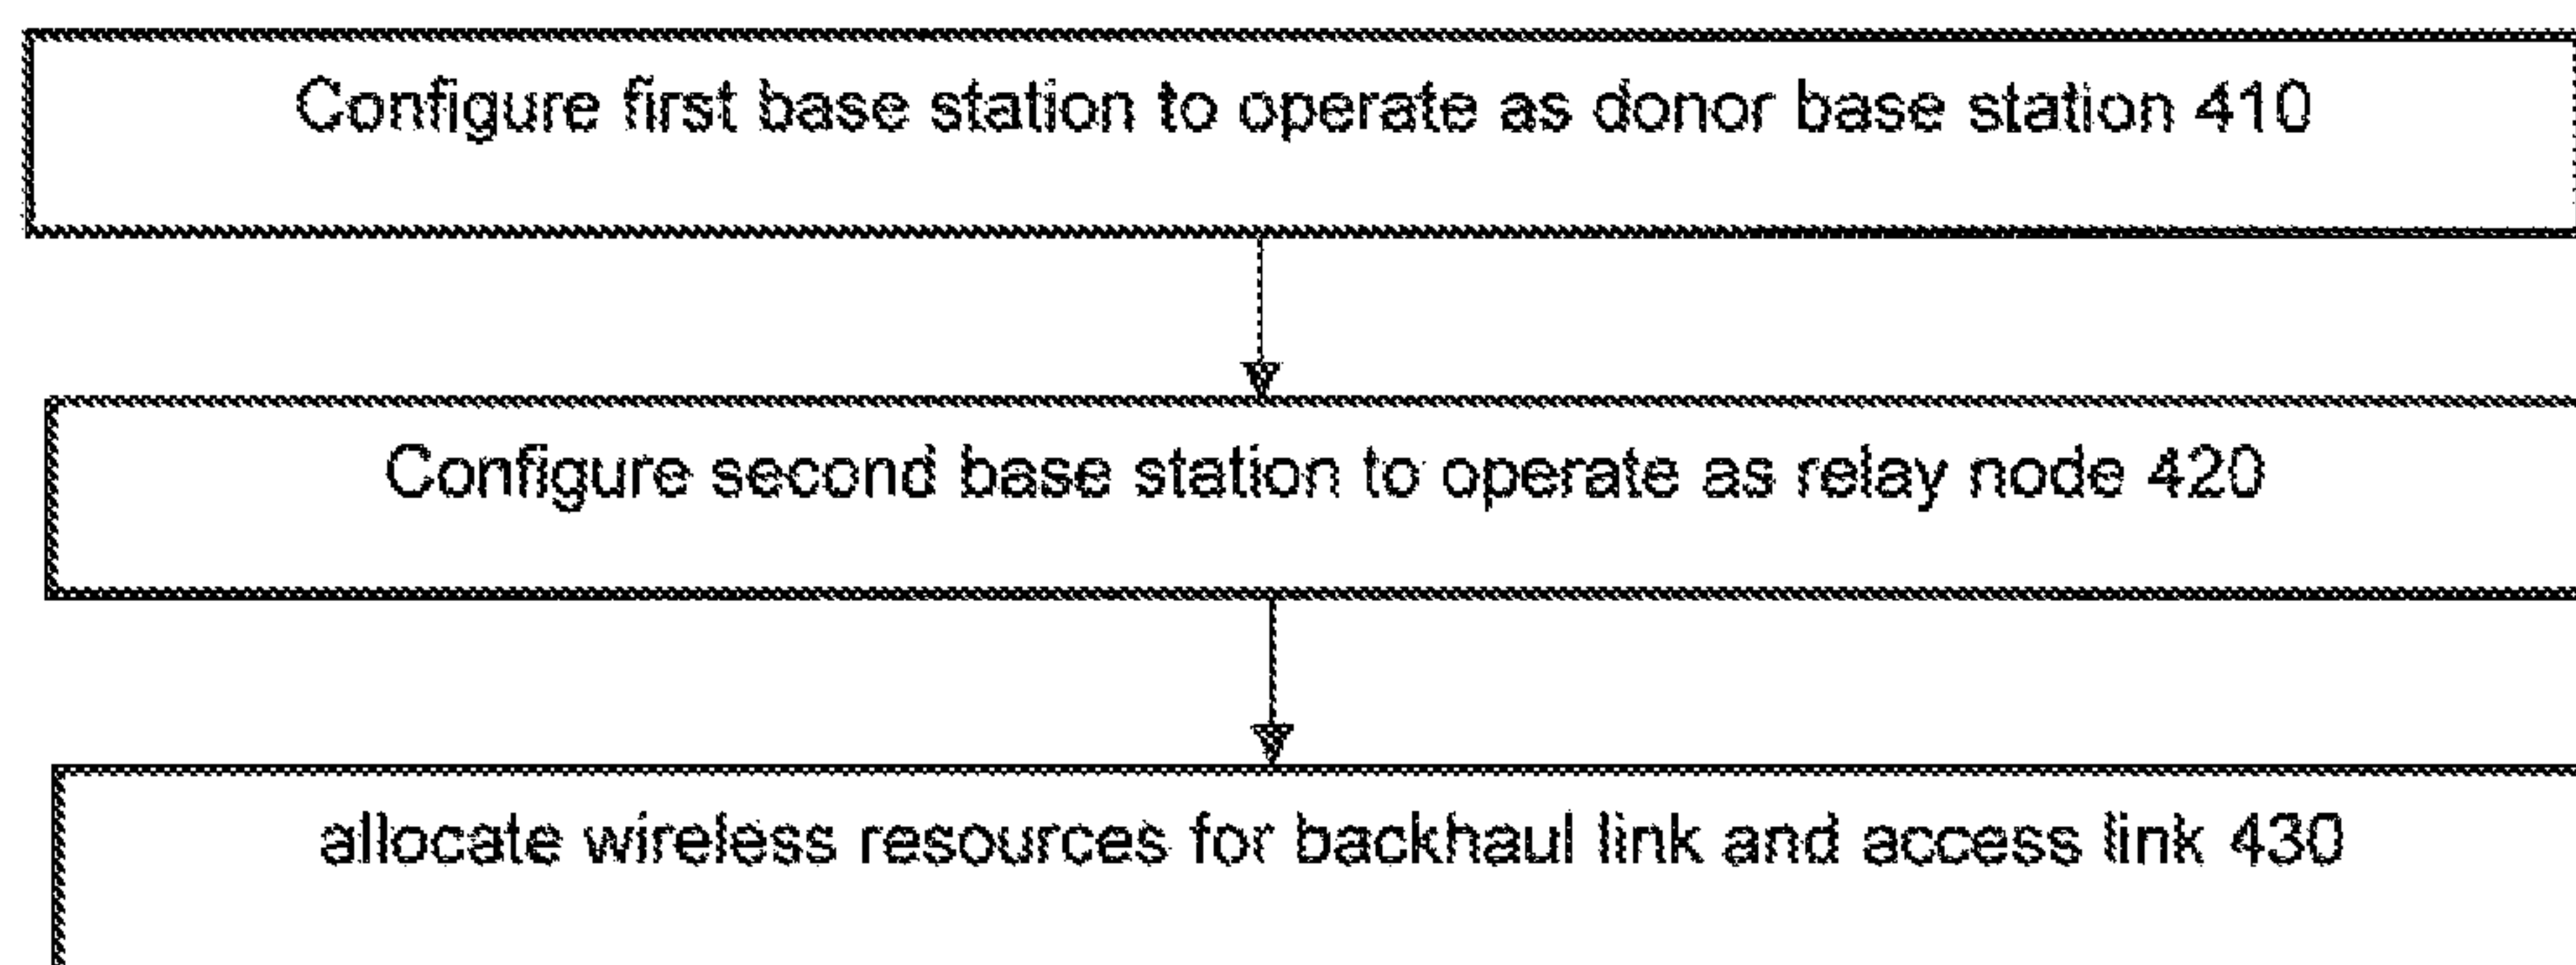 Configure first base station to operate as donor base station 410
Configure second base station to operate as relay node 420
allocate wireless resources for backhaul link and access link 430